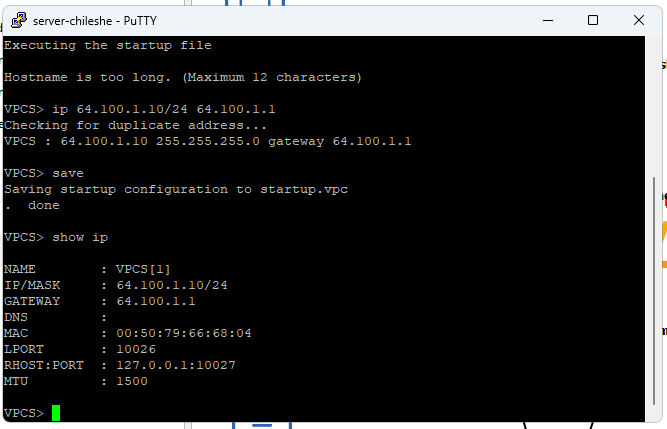 server-chileshe - PuTTY
Executing the startup file
Hostname is too long. (Maximum 12 characters)
VPCS> ip 64.100.1.10/24 64.100.1.1
Checking for duplicate address...
VPCS : 64.100.1.10 255.255.255.0 gateway 64.100.1.1
VPCS> save
Saving startup configuration to startup.vpc
.  done
VPCS> show ip
NAME        : VPCS[1]
IP/MASK     : 64.100.1.10/24
GATEWAY     : 64.100.1.1
DNS         :
MAC         : 00:50:79:66:68:04
LPORT       : 10026
RHOST:PORT  : 127.0.0.1:10027
MTU         : 1500
VPCS>